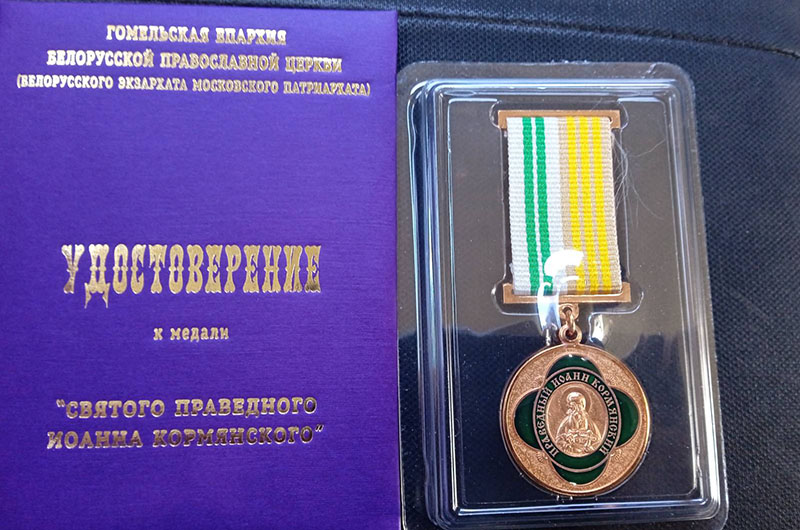 ГОМЕЛЬСКАЯ ЕПАРХИЯ
БЕЛОРУССКОЙ ПРАВОСЛАВНОЙ ЦЕРКВИ
(БЕЛОРУССКОГО ЭКЗАРХАТА МОСКОВСКОГО ПАТРИАРХАТА)
УДОСТОВЕРЕНИЕ
к медали
"СВЯТОГО ПРАВЕДНОГО
ИОАННА КОРМЯНСКОГО"
ПРАВЕДНЫЙ ИОАНН КОРМЯНСКИЙ